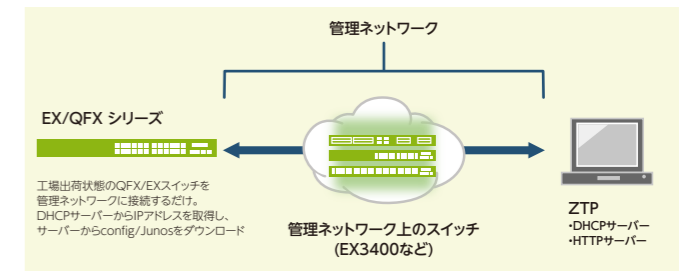 管理ネットワーク
EX/QFX シリーズ
工場出荷状態のQFX/EXスイッチを
管理ネットワークに接続するだけ。
DHCPサーバーからIPアドレスを取得し、
サーバーからconfig/Junosをダウンロード
管理ネットワーク上のスイッチ
(EX3400など)
ZTP
・DHCPサーバー
・HTTPサーバー